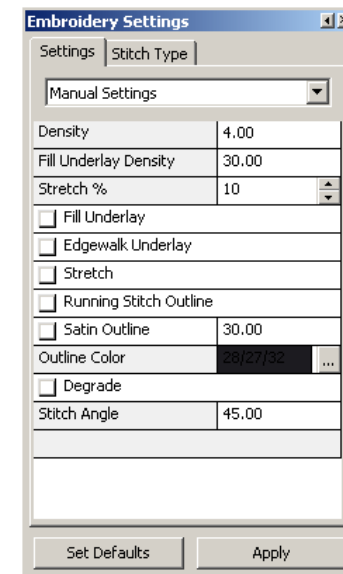 Embroidery Settings
Settings Stitch Type
Manual Settings
Density 4.00
Fill Underlay Density 30.00
Stretch % 10
Fill Underlay
Edgewalk Underlay
Stretch
Running Stitch Outline
Satin Outline 30.00
Outline Color 28/27/32 ...
Degrade
Stitch Angle 45.00
Set Defaults Apply